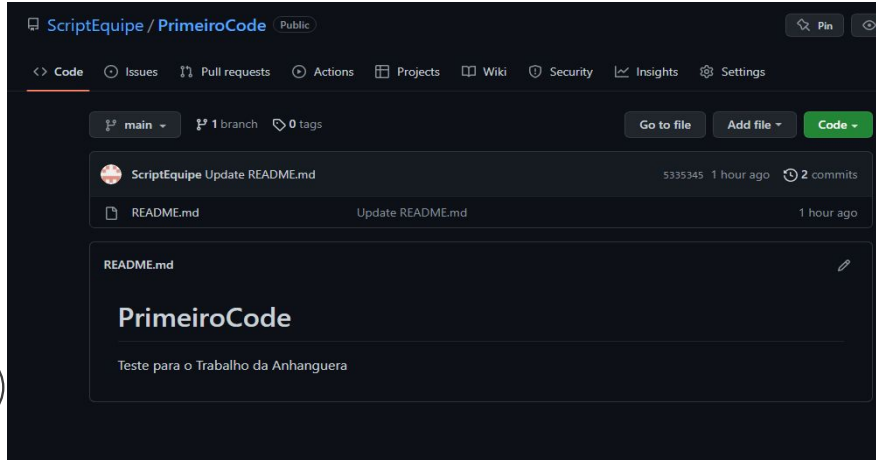 ScriptEquipe / PrimeiroCode Public
Pin
Code Issues Pull requests Actions Projects Wiki Security Insights Settings
main 1 branch 0 tags Go to file Add file Code
ScriptEquipe Update README.md 5335345 1 hour ago 2 commits
README.md Update README.md 1 hour ago
README.md
PrimeiroCode
Teste para o Trabalho da Anhanguera